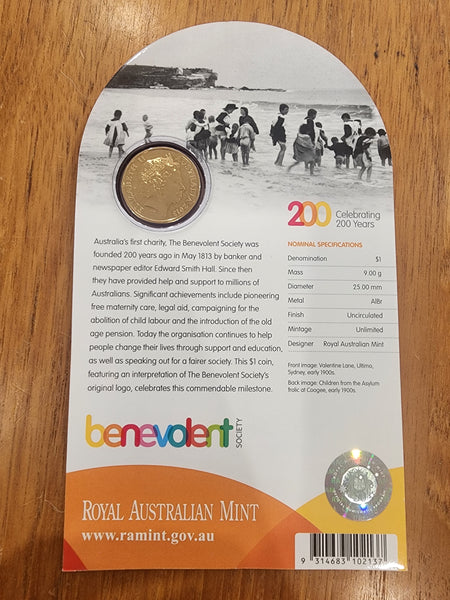 200 Celebrating
200 Years
Australia's first charity, The Benevolent Society was
founded 200 years ago in May 1813 by banker and
newspaper editor Edward Smith Hall. Since then
they have provided help and support to millions of
Australians. Significant achievements include pioneering
free maternity care, legal aid, campaigning for the
abolition of child labour and the introduction of the old
age pension. Today the organisation continues to help
people change their lives through support and education,
as well as speaking out for a fairer society. This $1 coin,
featuring an interpretation of The Benevolent Society's
original logo, celebrates this commendable milestone.
NOMINAL SPECIFICATIONS
Denomination $1
Mass 9.00 g
Diameter 25.00 mm
Metal AlBr
Finish Uncirculated
Mintage Unlimited
Designer Royal Australian Mint
Front image: Valentine Lane, Ultimo,
Sydney, early 1900s.
Back image: Children from the Asylum
frolic at Coogee, early 1900s.
benevolent
SOCIETY
ROYAL AUSTRALIAN MINT
www.ramint.gov.au
9 314683 102137